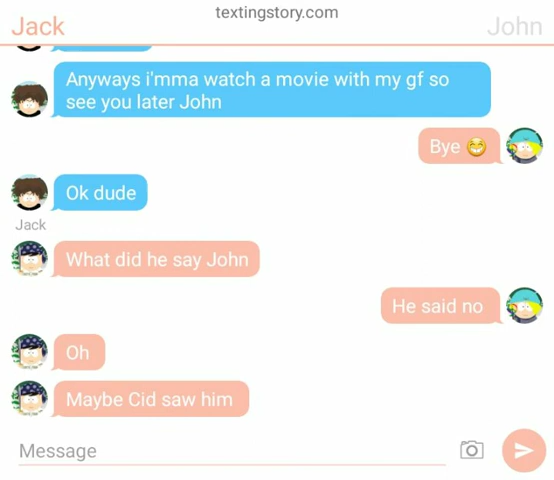 textingstory.com
Jack
John
Anyways i'mma watch a movie with my gf so
see you later John
Bye
Ok dude
Jack
What did he say John
He said no
Oh
Maybe Cid saw him
Message